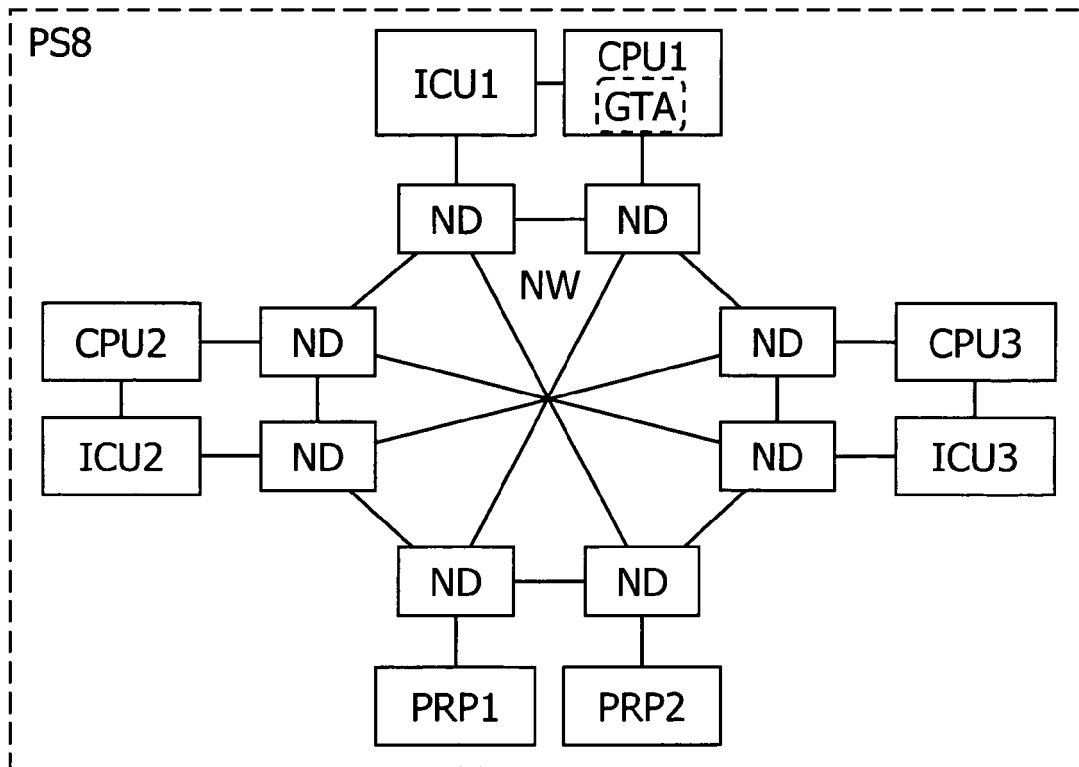 PS8
ICU1
CPU1
GTA
ND
ND
NW
CPU2
ND
ND
CPU3
ICU2
ND
ND
ICU3
ND
ND
PRP1
PRP2